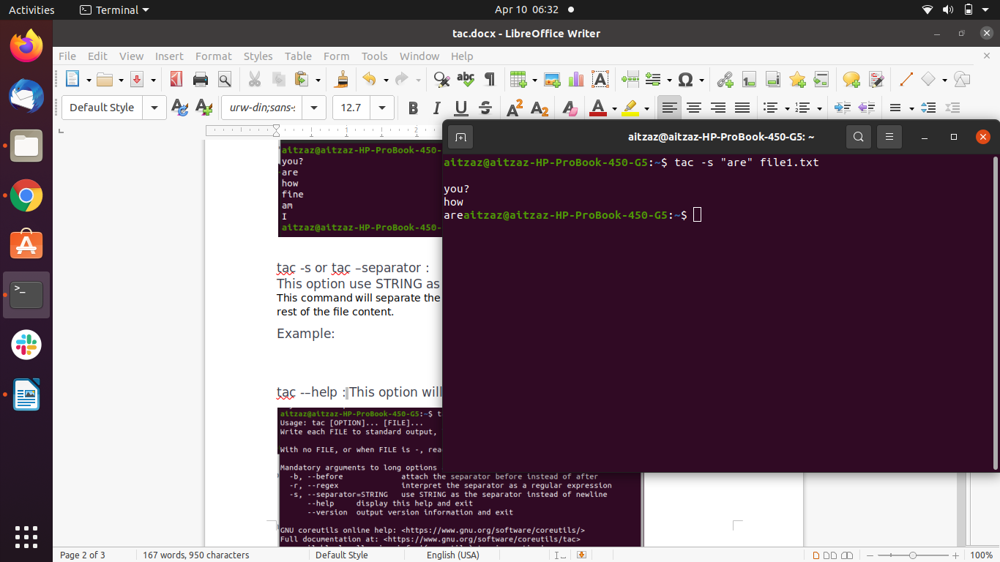 Activities
Terminal
Apr 10 06:32
tac.docx - LibreOffice Writer
File Edit View Insert Format Styles Table Form Tools Window Help
Default Style
urw-din;sans-
12.7
1
2
aitzaz@aitzaz-HP-ProBook-450-G5: ~
aitzaz@aitzaz-HP-ProBook-450-
you?
are
how
fine
am
I
aitzaz@aitzaz-HP-ProBook-450-
aitzaz@aitzaz-HP-ProBook-450-G5:~$ tac -s "are" file1.txt
you?
how
areaitzaz@aitzaz-HP-ProBook-450-G5:~$
tac -s or tac –separator :
This option use STRING as
This command will separate the
rest of the file content.
Example:
tac --help : This option will
aitzaz@aitzaz-HP-ProBook-450-G5:~$ t
Usage: tac [OPTION]... [FILE]...
Write each FILE to standard output,
With no FILE, or when FILE is -, rea
Mandatory arguments to long options
-b, --before attach the separator before instead of after
-r, --regex interpret the separator as a regular expression
-s, --separator=STRING use STRING as the separator instead of newline
--help display this help and exit
--version output version information and exit
GNU coreutils online help: <https://www.gnu.org/software/coreutils/>
Full documentation at: <https://www.gnu.org/software/coreutils/tac>
Page 2 of 3
167 words, 950 characters
Default Style
English (USA)
100%